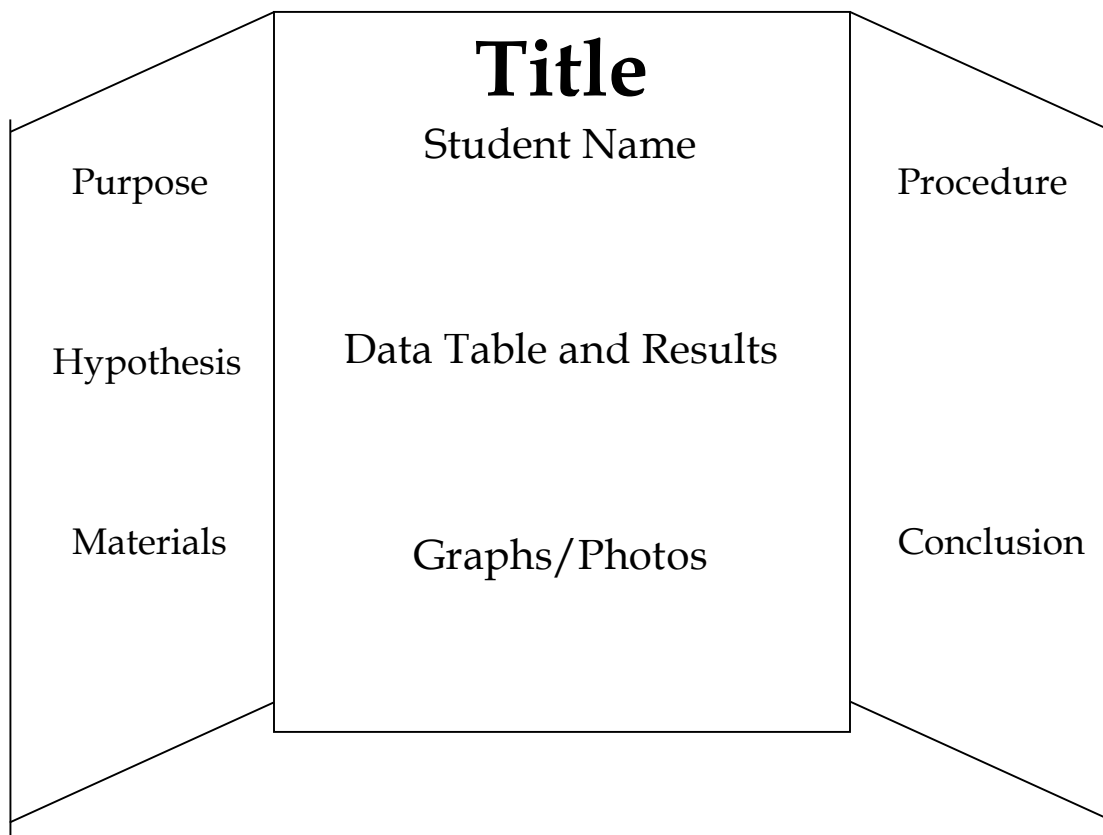 Title
Student Name
Purpose
Hypothesis
Materials
Data Table and Results
Graphs/Photos
Procedure
Conclusion